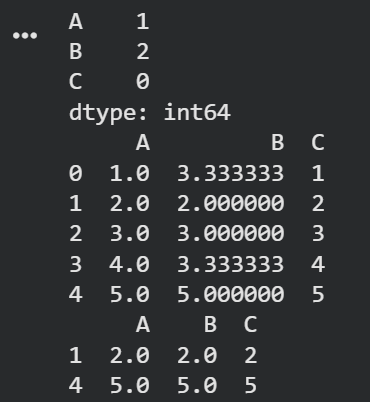 ... A    1
B    2
C    0
dtype: int64
     A         B  C
0  1.0  3.333333  1
1  2.0  2.000000  2
2  3.0  3.000000  3
3  4.0  3.333333  4
4  5.0  5.000000  5
     A    B  C
1  2.0  2.0  2
4  5.0  5.0  5